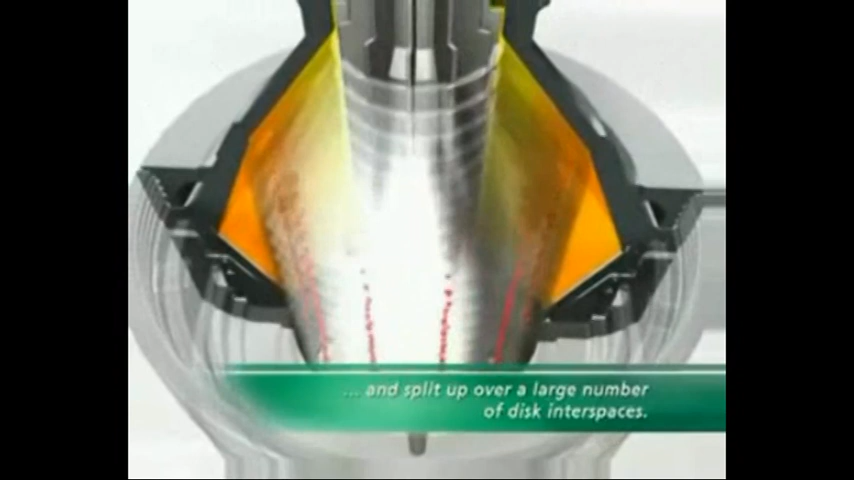 ... and split up over a large number
of disk interspaces.